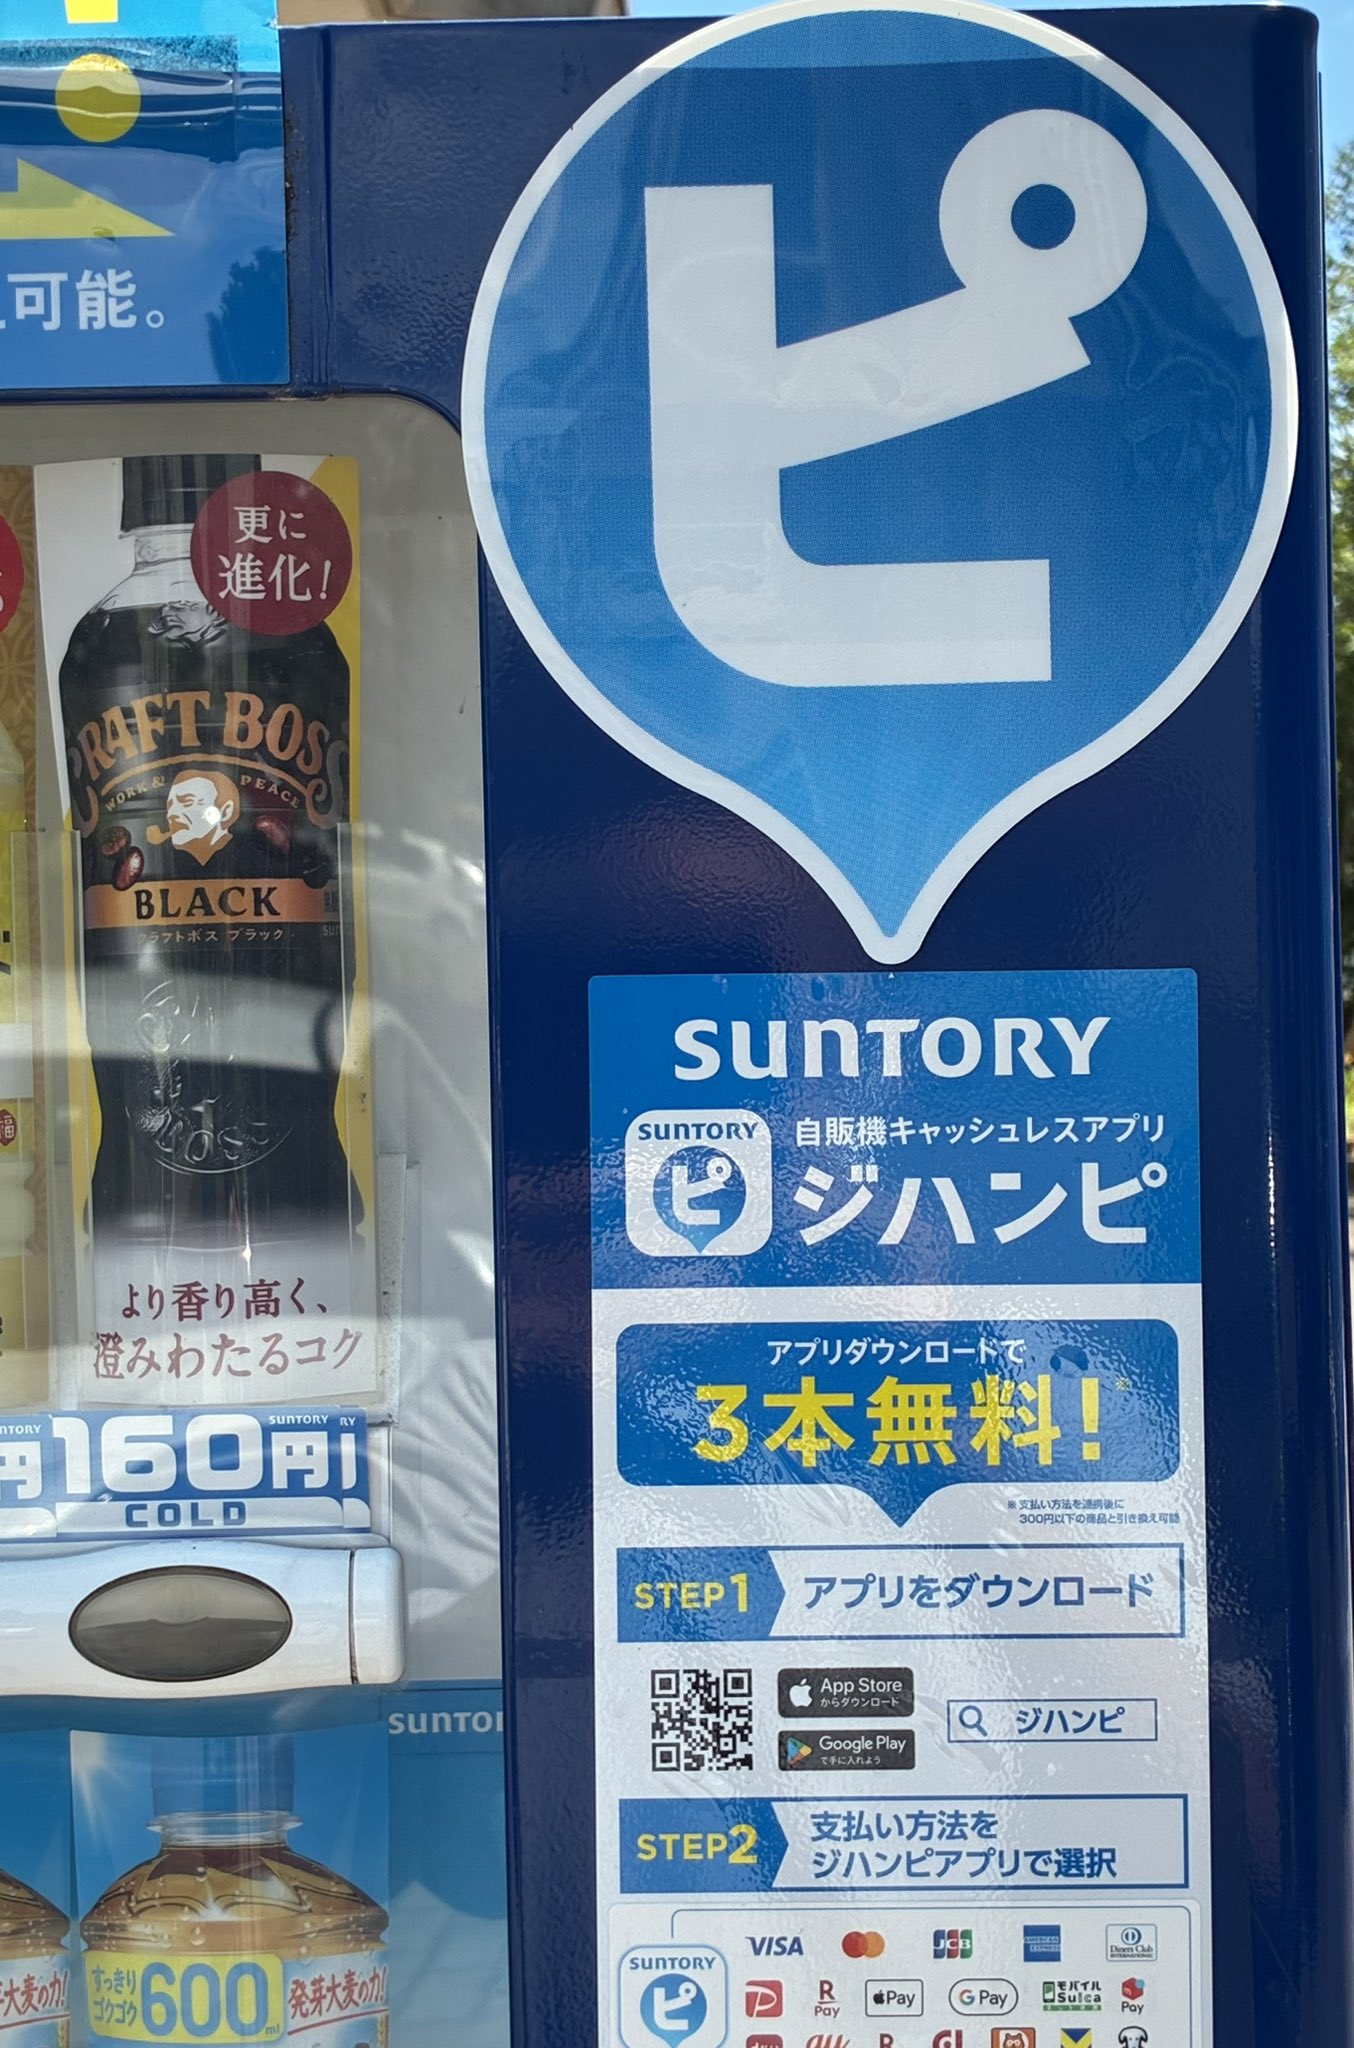 可能。
ピ
更に
進化!
CRAFT BOSS
WORK & PEACE
BLACK
クラフトボス ブラック
より香り高く、
澄みわたるコク
SUNTORY
160円
COLD
SUNTORY
SUNTORY
ピ
自販機キャッシュレスアプリ
ジハンピ
アプリダウンロードで
3本無料!※
※支払い方法を連携後に
300円以下の商品と引き換え可能
STEP1 アプリをダウンロード
App Store
からダウンロード
Google Play
で手に入れよう
ジハンピ
STEP2 支払い方法を
ジハンピアプリで選択
SUNTORY
ピ
VISA
JCB
AMERICAN EXPRESS
Diners Club
INTERNATIONAL
R Pay
Pay
G Pay
モバイル
Suica
Pay
すっきり
ゴクゴク
600ml
発芽大麦の力!